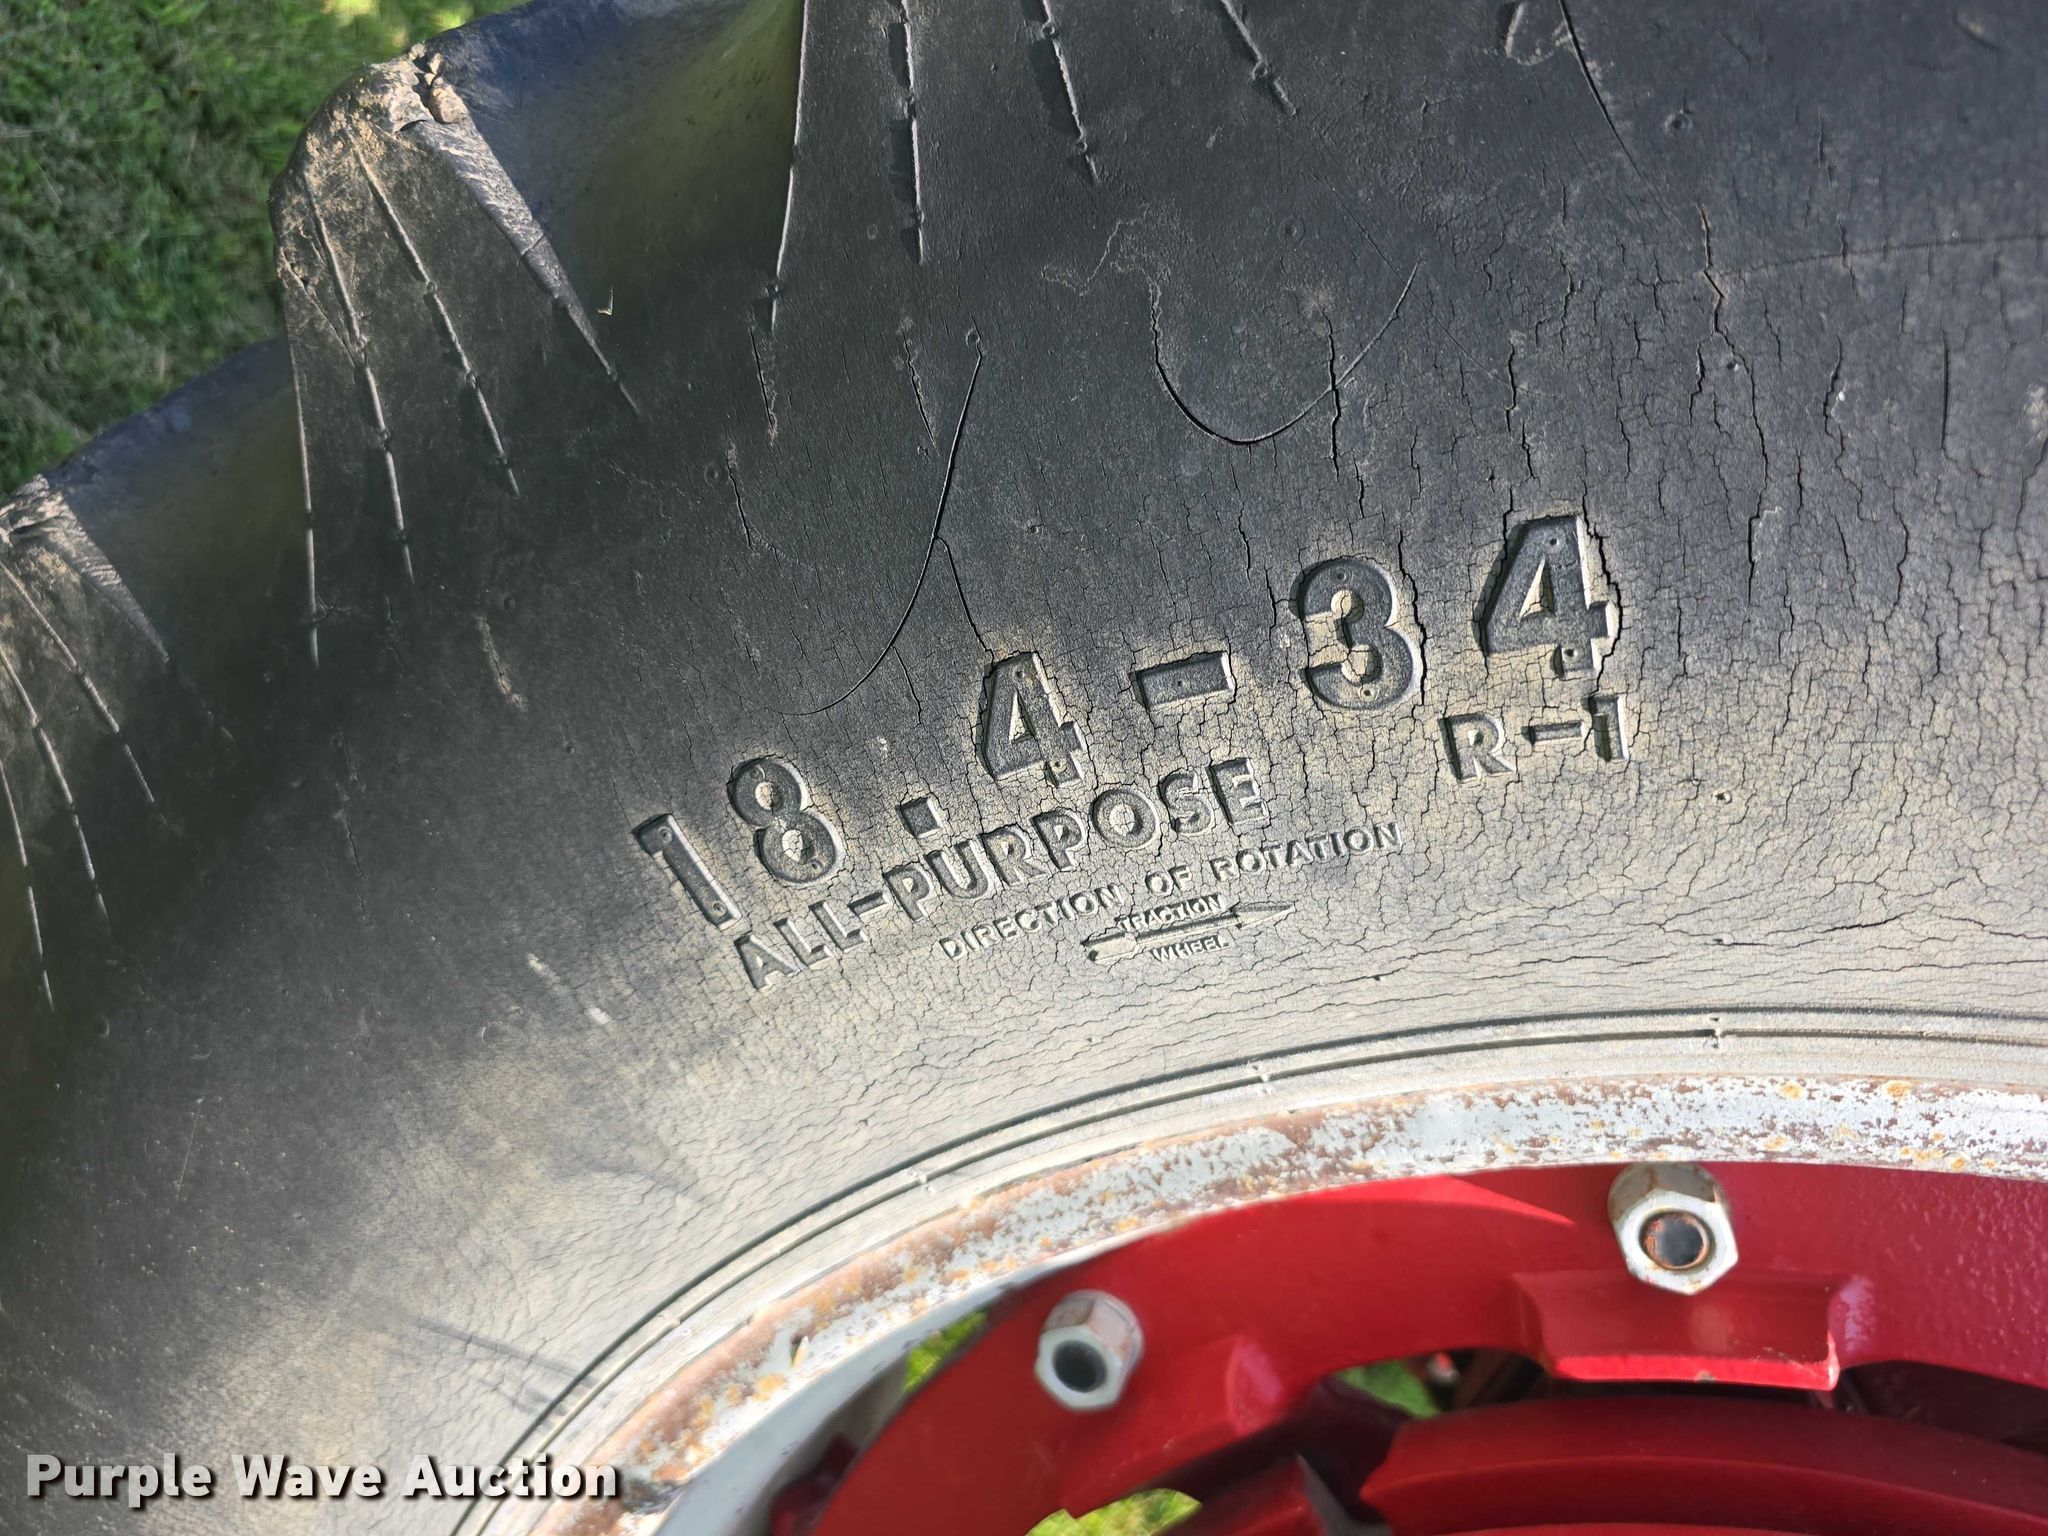 18.4-34
ALL-PURPOSE R-1
DIRECTION OF ROTATION
TRACTION
WHEEL
Purple Wave Auction